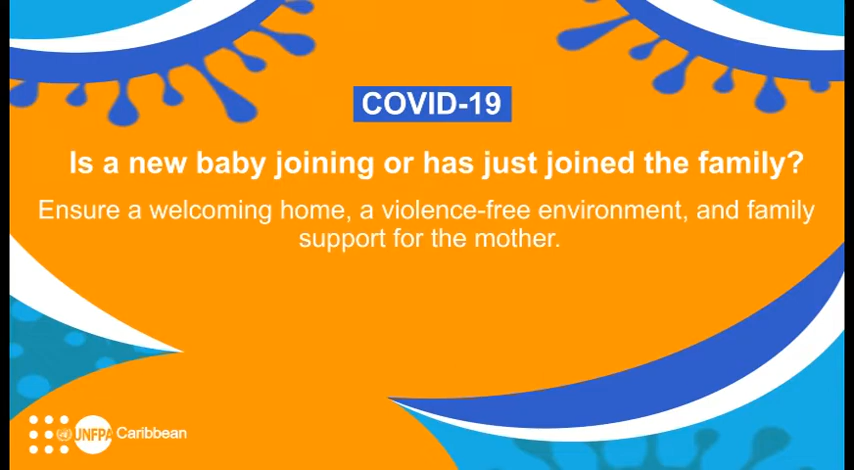 COVID-19
Is a new baby joining or has just joined the family?
Ensure a welcoming home, a violence-free environment, and family
support for the mother.
UNFPA Caribbean